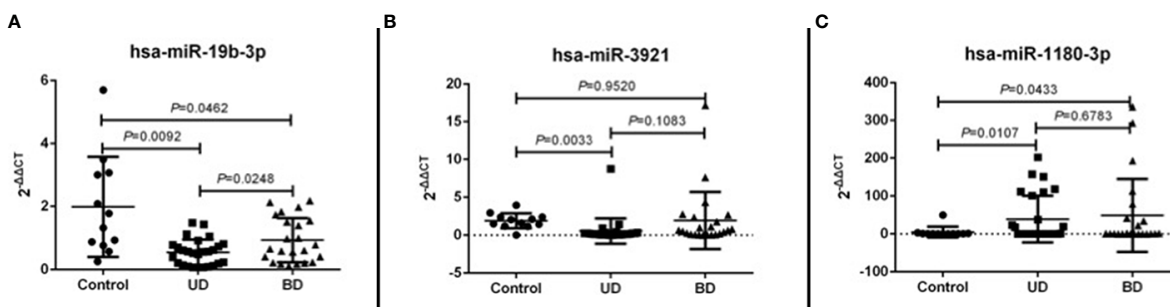 A
hsa-miR-19b-3p
2-ΔΔCT
6
4
2
0
P=0.0462
P=0.0092
P=0.0248
Control
UD
BD
B
hsa-miR-3921
2-ΔΔCT
20
15
10
5
0
-5
P=0.9520
P=0.1083
P=0.0033
Control
UD
BD
C
hsa-miR-1180-3p
2-ΔΔCT
400
300
200
100
0
-100
P=0.0433
P=0.6783
P=0.0107
Control
UD
BD